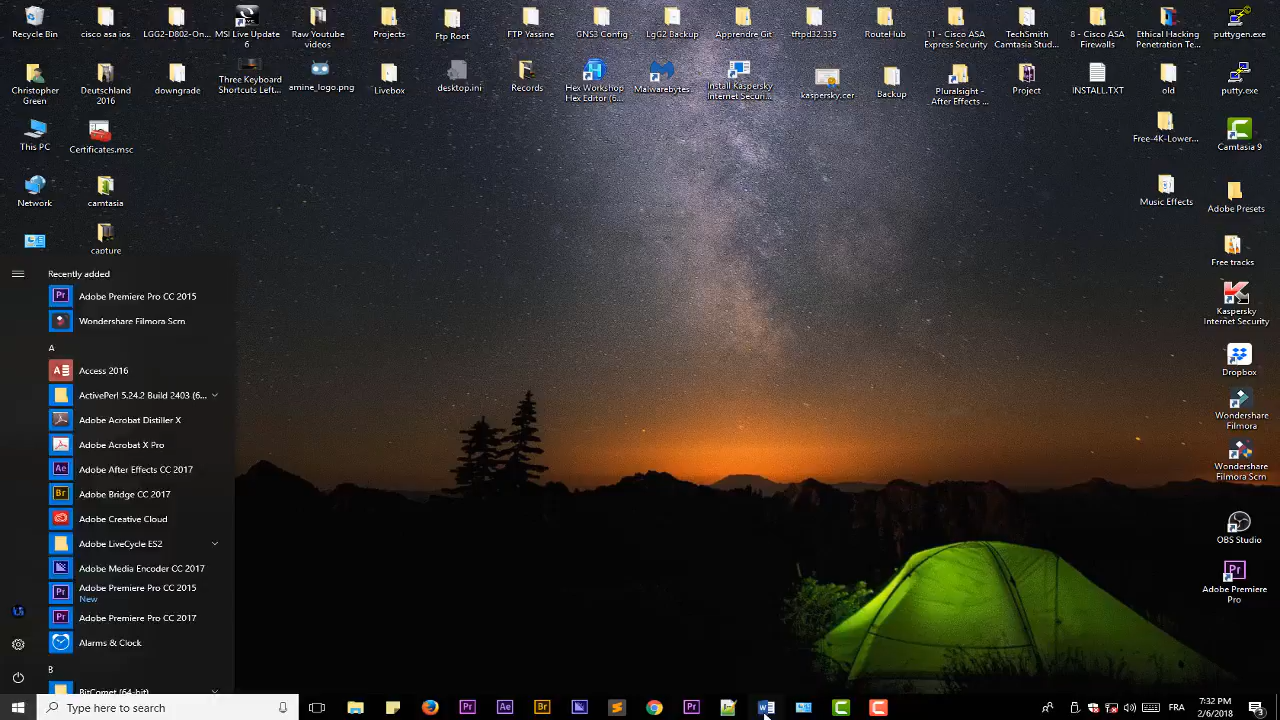 Recycle Bin
cisco asa ios
LGG2-D802-On...
MSI Live Update
6
Raw Youtube
videos
Projects
Ftp Root
FTP Yassine
GNS3 Config
LgG2 Backup
Apprendre Git
tftpd32.335
RouteHub
11 - Cisco ASA
Express Security
TechSmith
Camtasia Stud...
8 - Cisco ASA
Firewalls
Ethical Hacking
Penetration Te...
puttygen.exe
Christopher
Green
Deutschland
2016
downgrade
Three Keyboard
Shortcuts Left ...
amine_logo.png
Livebox
desktop.ini
Records
Hex Workshop
Hex Editor (6...
Malwarebytes
Install Kaspersky
Internet Securi...
kaspersky.cer
Backup
Pluralsight -
After Effects ...
Project
INSTALL.TXT
old
putty.exe
This PC
Certificates.msc
Free-4K-Lower...
Camtasia 9
Network
camtasia
Music Effects
Adobe Presets
capture
Free tracks
Kaspersky
Internet Security
Dropbox
Wondershare
Filmora
Wondershare
Filmora Scrn
OBS Studio
Adobe Premiere
Pro
Recently added
Adobe Premiere Pro CC 2015
Wondershare Filmora Scrn
A
Access 2016
ActivePerl 5.24.2 Build 2403 (6...
Adobe Acrobat Distiller X
Adobe Acrobat X Pro
Adobe After Effects CC 2017
Adobe Bridge CC 2017
Adobe Creative Cloud
Adobe LiveCycle ES2
Adobe Media Encoder CC 2017
Adobe Premiere Pro CC 2015
New
Adobe Premiere Pro CC 2017
Alarms & Clock
B
BitComet (64-bit)
Type here to search
FRA
7:32 PM
2/6/2018